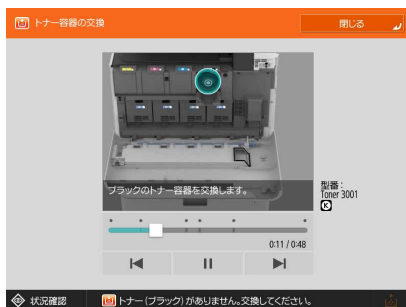 トナー容器の交換
閉じる
ブラックのトナー容器を交換します。
型番：
Toner 3001
K
0:11 / 0:48
状況確認
トナー(ブラック)がありません。交換してください。